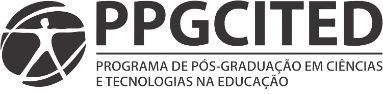 PPGCITED
PROGRAMA DE PÓS-GRADUAÇÃO EM CIÊNCIAS
E TECNOLOGIAS NA EDUCAÇÃO